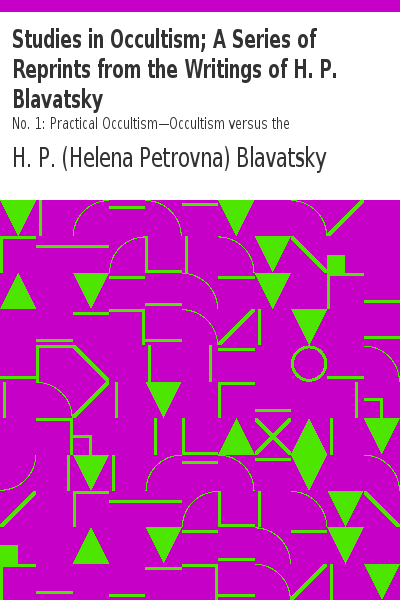 Studies in Occultism; A Series of
Reprints from the Writings of H. P.
Blavatsky
No. 1: Practical Occultism—Occultism versus the
H. P. (Helena Petrovna) Blavatsky